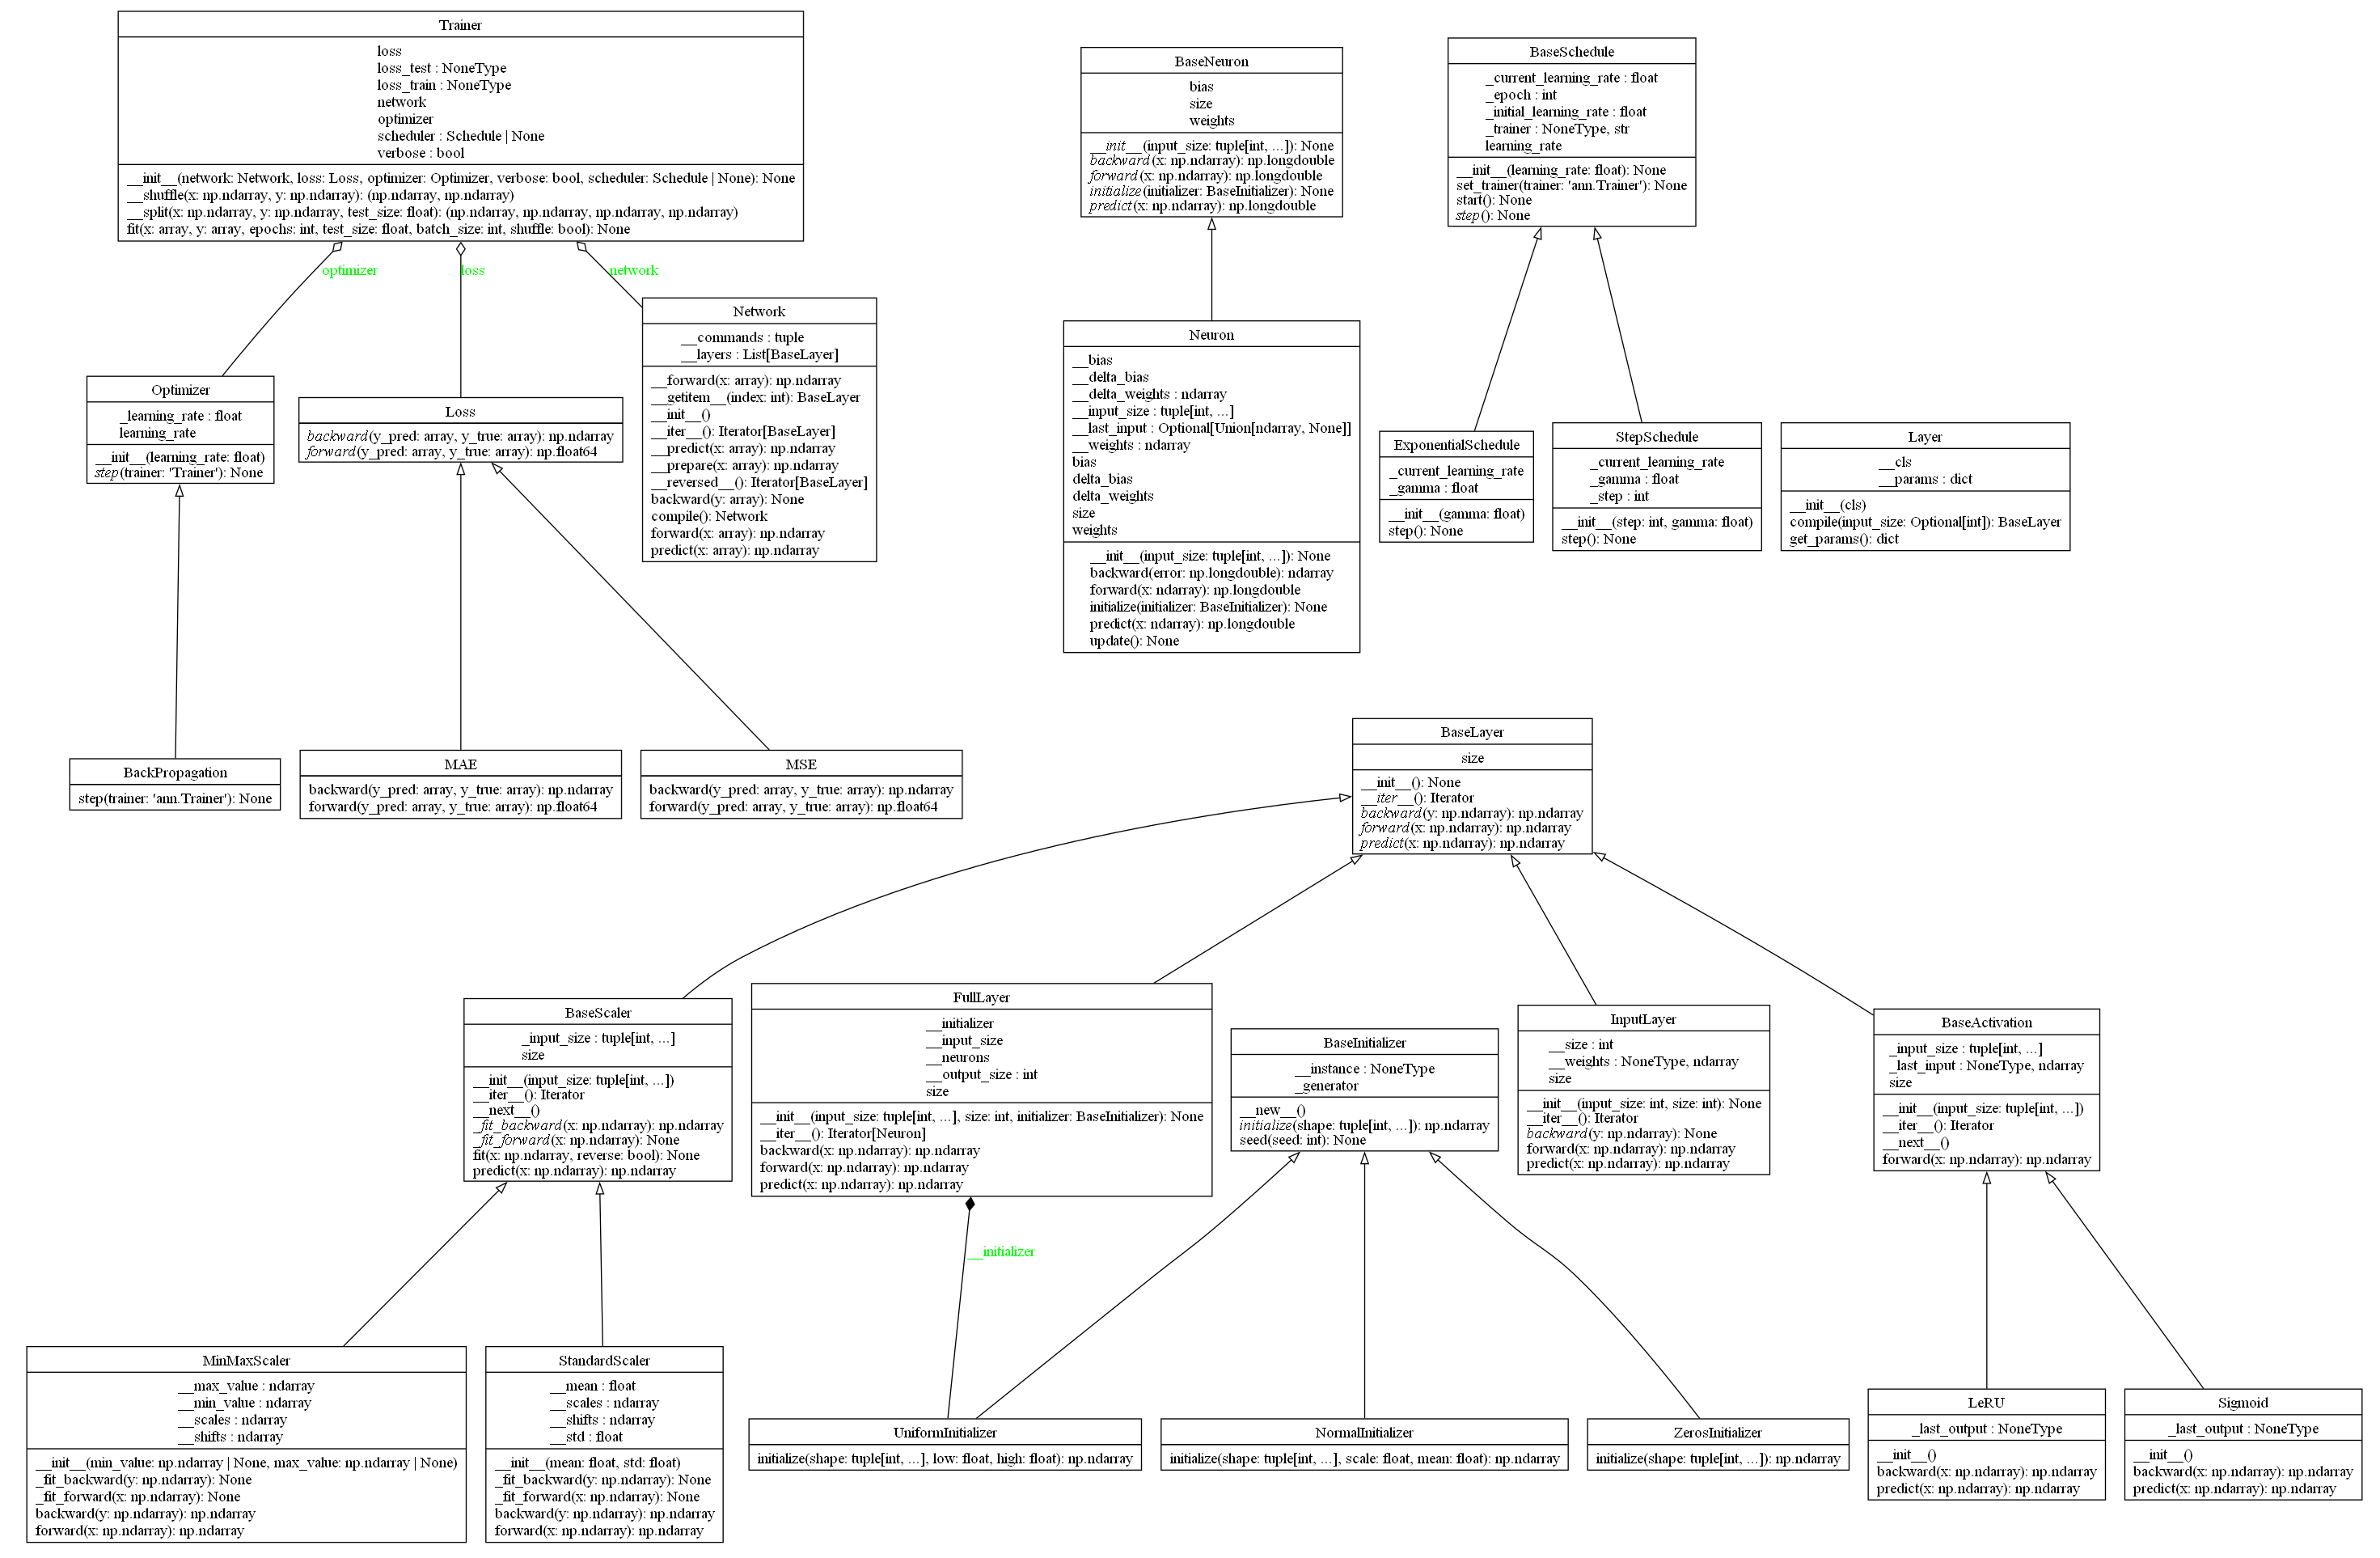 Trainer
loss
loss_test : NoneType
loss_train : NoneType
network
optimizer
scheduler : Schedule | None
verbose : bool
__init__(network: Network, loss: Loss, optimizer: Optimizer, verbose: bool, scheduler: Schedule | None): None
__shuffle(x: np.ndarray, y: np.ndarray): (np.ndarray, np.ndarray)
__split(x: np.ndarray, y: np.ndarray, test_size: float): (np.ndarray, np.ndarray, np.ndarray, np.ndarray)
fit(x: array, y: array, epochs: int, test_size: float, batch_size: int, shuffle: bool): None
BaseNeuron
bias
size
weights
__init__(input_size: tuple[int, ...]): None
backward(x: np.ndarray): np.longdouble
forward(x: np.ndarray): np.longdouble
initialize(initializer: BaseInitializer): None
predict(x: np.ndarray): np.longdouble
BaseSchedule
_current_learning_rate : float
_epoch : int
_initial_learning_rate : float
_trainer : NoneType, str
learning_rate
__init__(learning_rate: float): None
set_trainer(trainer: 'ann.Trainer'): None
start(): None
step(): None
optimizer
loss
network
Optimizer
_learning_rate : float
learning_rate
__init__(learning_rate: float)
step(trainer: 'Trainer'): None
Loss
backward(y_pred: array, y_true: array): np.ndarray
forward(y_pred: array, y_true: array): np.float64
Network
__commands : tuple
__layers : List[BaseLayer]
__forward(x: array): np.ndarray
__getitem__(index: int): BaseLayer
__init__()
__iter__(): Iterator[BaseLayer]
__predict(x: array): np.ndarray
__prepare(x: array): np.ndarray
__reversed__(): Iterator[BaseLayer]
backward(y: array): None
compile(): Network
forward(x: array): np.ndarray
predict(x: array): np.ndarray
Neuron
__bias
__delta_bias
__delta_weights : ndarray
__input_size : tuple[int, ...]
__last_input : Optional[Union[ndarray, None]]
__weights : ndarray
bias
delta_bias
delta_weights
size
weights
__init__(input_size: tuple[int, ...]): None
backward(error: np.longdouble): ndarray
forward(x: ndarray): np.longdouble
initialize(initializer: BaseInitializer): None
predict(x: ndarray): np.longdouble
update(): None
ExponentialSchedule
_current_learning_rate
_gamma : float
__init__(gamma: float)
step(): None
StepSchedule
_current_learning_rate
_gamma : float
_step : int
__init__(step: int, gamma: float)
step(): None
Layer
__cls
__params : dict
__init__(cls)
compile(input_size: Optional[int]): BaseLayer
get_params(): dict
BackPropagation
step(trainer: 'ann.Trainer'): None
MAE
backward(y_pred: array, y_true: array): np.ndarray
forward(y_pred: array, y_true: array): np.float64
MSE
backward(y_pred: array, y_true: array): np.ndarray
forward(y_pred: array, y_true: array): np.float64
BaseLayer
size
__init__(): None
__iter__(): Iterator
backward(y: np.ndarray): np.ndarray
forward(x: np.ndarray): np.ndarray
predict(x: np.ndarray): np.ndarray
BaseScaler
_input_size : tuple[int, ...]
size
__init__(input_size: tuple[int, ...])
__iter__(): Iterator
__next__()
_fit_backward(x: np.ndarray): np.ndarray
_fit_forward(x: np.ndarray): None
fit(x: np.ndarray, reverse: bool): None
predict(x: np.ndarray): np.ndarray
FullLayer
__initializer
__input_size
__neurons
__output_size : int
size
__init__(input_size: tuple[int, ...], size: int, initializer: BaseInitializer): None
__iter__(): Iterator[Neuron]
backward(x: np.ndarray): np.ndarray
forward(x: np.ndarray): np.ndarray
predict(x: np.ndarray): np.ndarray
BaseInitializer
__instance : NoneType
_generator
__new__()
initialize(shape: tuple[int, ...]): np.ndarray
seed(seed: int): None
InputLayer
__size : int
__weights : NoneType, ndarray
size
__init__(input_size: int, size: int): None
__iter__(): Iterator
backward(y: np.ndarray): None
forward(x: np.ndarray): np.ndarray
predict(x: np.ndarray): np.ndarray
BaseActivation
_input_size : tuple[int, ...]
_last_input : NoneType, ndarray
size
__init__(input_size: tuple[int, ...])
__iter__(): Iterator
__next__()
forward(x: np.ndarray): np.ndarray
__initializer
MinMaxScaler
__max_value : ndarray
__min_value : ndarray
__scales : ndarray
__shifts : ndarray
__init__(min_value: np.ndarray | None, max_value: np.ndarray | None)
_fit_backward(y: np.ndarray): None
_fit_forward(x: np.ndarray): None
backward(y: np.ndarray): np.ndarray
forward(x: np.ndarray): np.ndarray
StandardScaler
__mean : float
__scales : ndarray
__shifts : ndarray
__std : float
__init__(mean: float, std: float)
_fit_backward(y: np.ndarray): None
_fit_forward(x: np.ndarray): None
backward(y: np.ndarray): np.ndarray
forward(x: np.ndarray): np.ndarray
UniformInitializer
initialize(shape: tuple[int, ...], low: float, high: float): np.ndarray
NormalInitializer
initialize(shape: tuple[int, ...], scale: float, mean: float): np.ndarray
ZerosInitializer
initialize(shape: tuple[int, ...]): np.ndarray
LeRU
_last_output : NoneType
__init__()
backward(x: np.ndarray): np.ndarray
predict(x: np.ndarray): np.ndarray
Sigmoid
_last_output : NoneType
__init__()
backward(x: np.ndarray): np.ndarray
predict(x: np.ndarray): np.ndarray